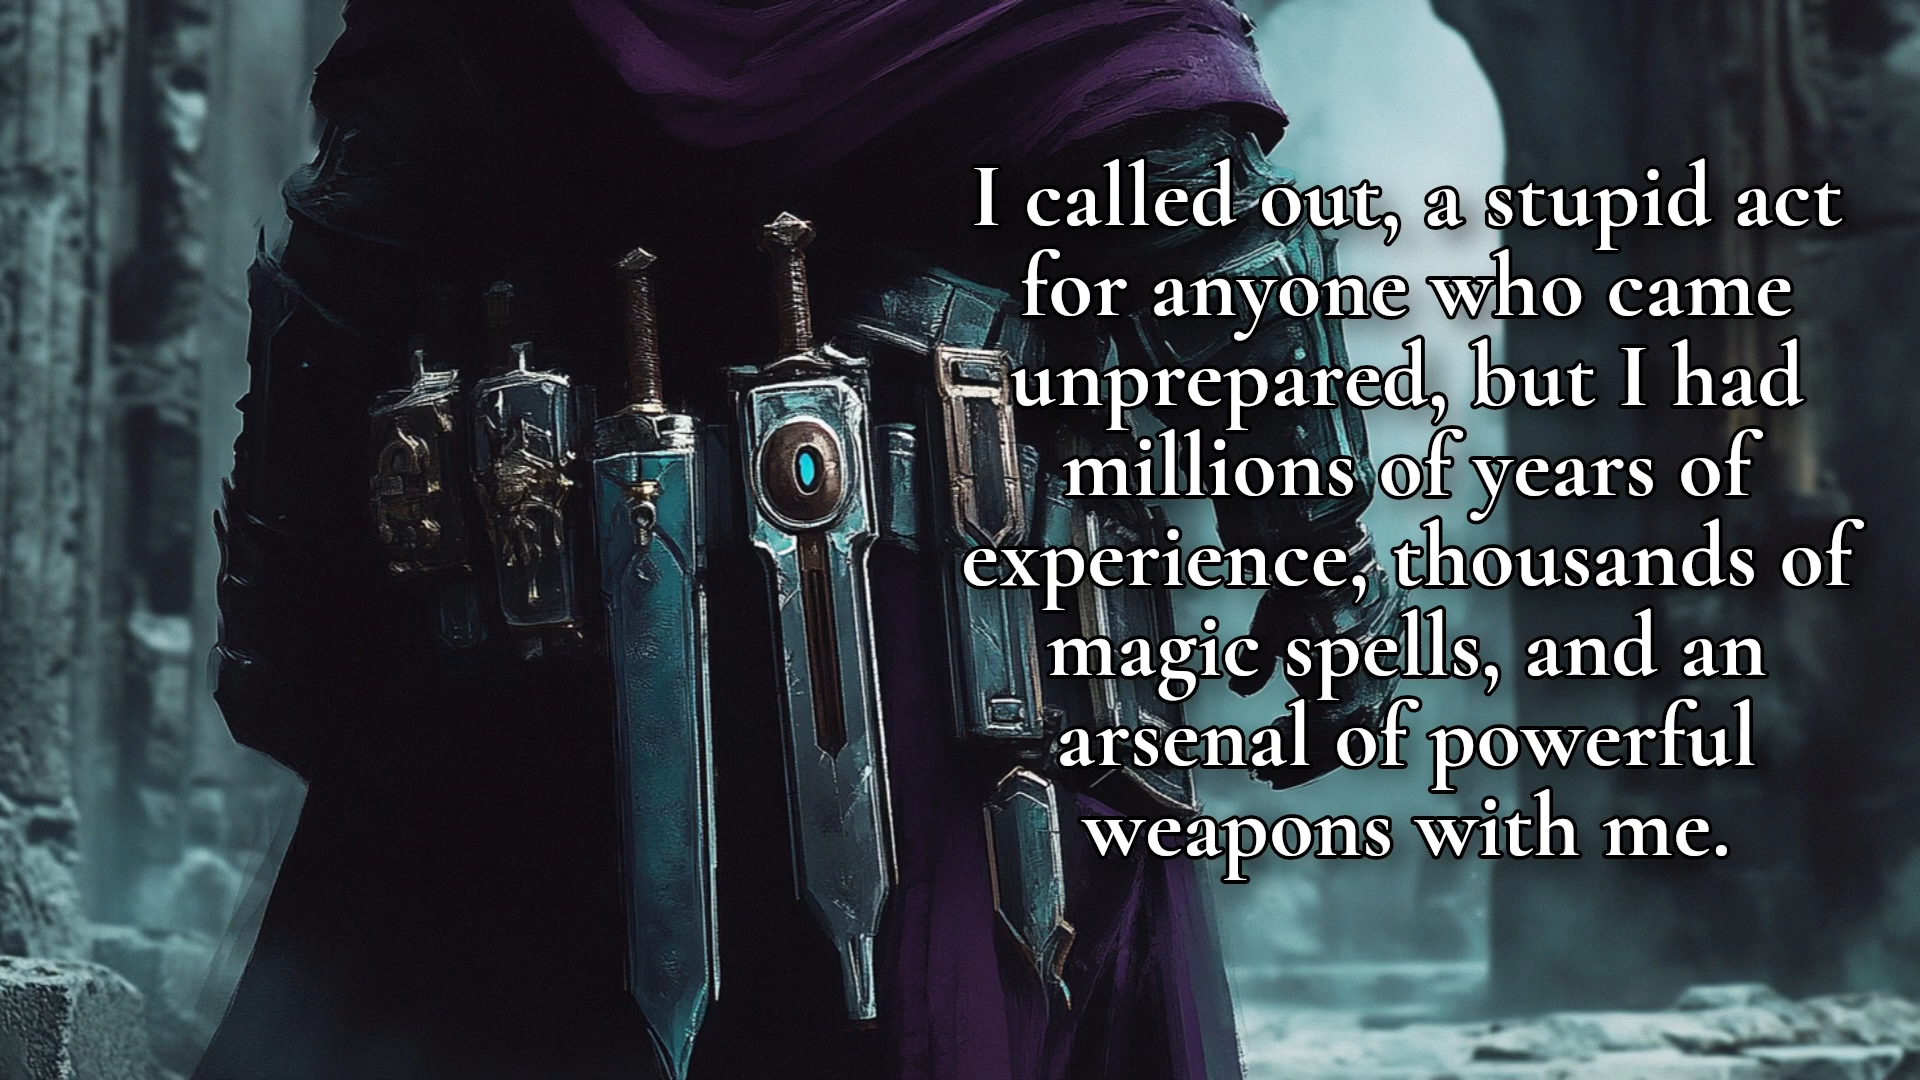 I called out, a stupid act
for anyone who came
unprepared, but I had
millions of years of
experience, thousands of
magic spells, and an
arsenal of powerful
weapons with me.